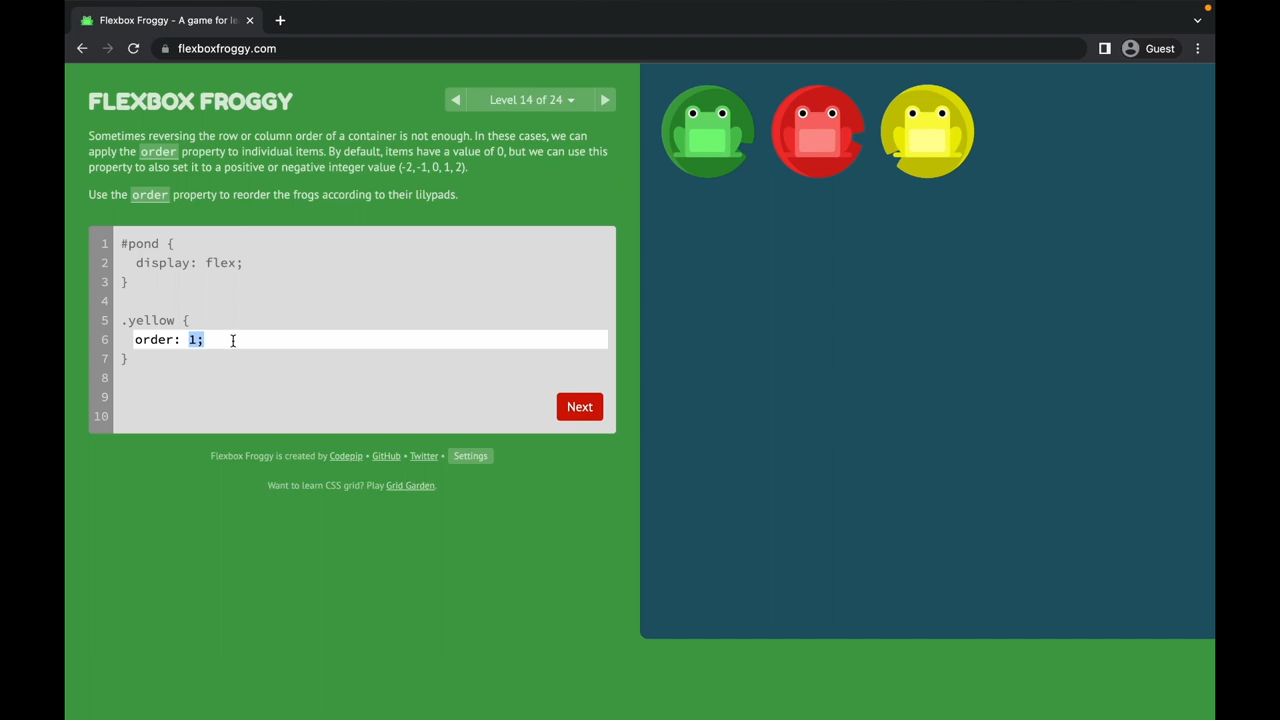 Flexbox Froggy - A game for le
flexboxfroggy.com
Guest
FLEXBOX FROGGY
Level 14 of 24
Sometimes reversing the row or column order of a container is not enough. In these cases, we can
apply the order property to individual items. By default, items have a value of 0, but we can use this
property to also set it to a positive or negative integer value (-2, -1, 0, 1, 2).
Use the order property to reorder the frogs according to their lilypads.
1 #pond {
2 display: flex;
3 }
4
5 .yellow {
6 order: 1;
7 }
8
9
10
Next
Flexbox Froggy is created by Codepip • GitHub • Twitter • Settings
Want to learn CSS grid? Play Grid Garden.